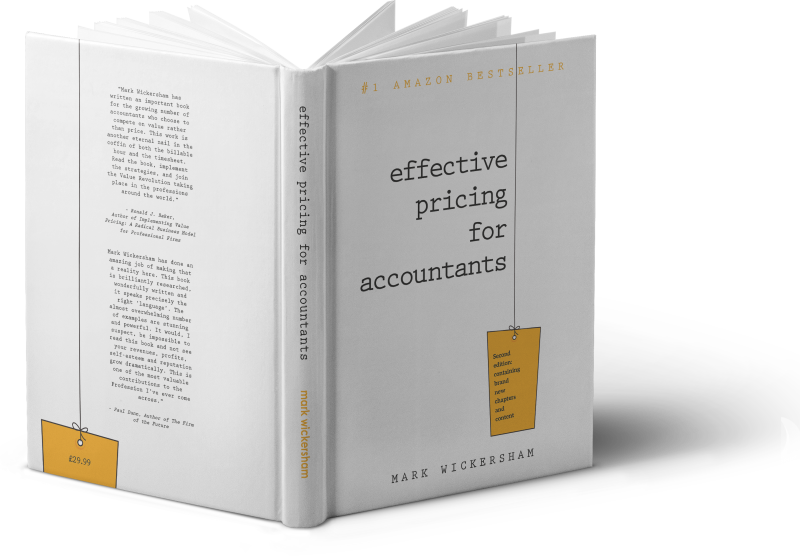 "Mark Wickersham has
written an important book
for the growing number of
accountants who choose to
compete on value rather
than price. This work is
another eternal nail in the
coffin of both the billable
hour and the timesheet.
Read the book, implement
the strategies, and join
the Value Revolution taking
place in the professions
around the world."
- Ronald J. Baker,
Author of Implementing Value
Pricing: A Radical Business Model
for Professional Firms
Mark Wickersham has done an
amazing job of making that
a reality here. This book
is brilliantly researched,
wonderfully written and
it speaks precisely the
right 'language'. The
almost overwhelming number
of examples are stunning
and powerful. It would, I
suspect, be impossible to
read this book and not see
your revenues, profits,
self-esteem and reputation
grow dramatically. This is
one of the most valuable
contributions to the
Profession I've ever come
across."
- Paul Dunn, Author of The Firm
of the Future
£29.99
effective pricing for accountants
mark wickersham
#1 AMAZON BESTSELLER
effective
pricing
for
accountants
Second
edition:
containing
brand
new
chapters
and
content
MARK WICKERSHAM